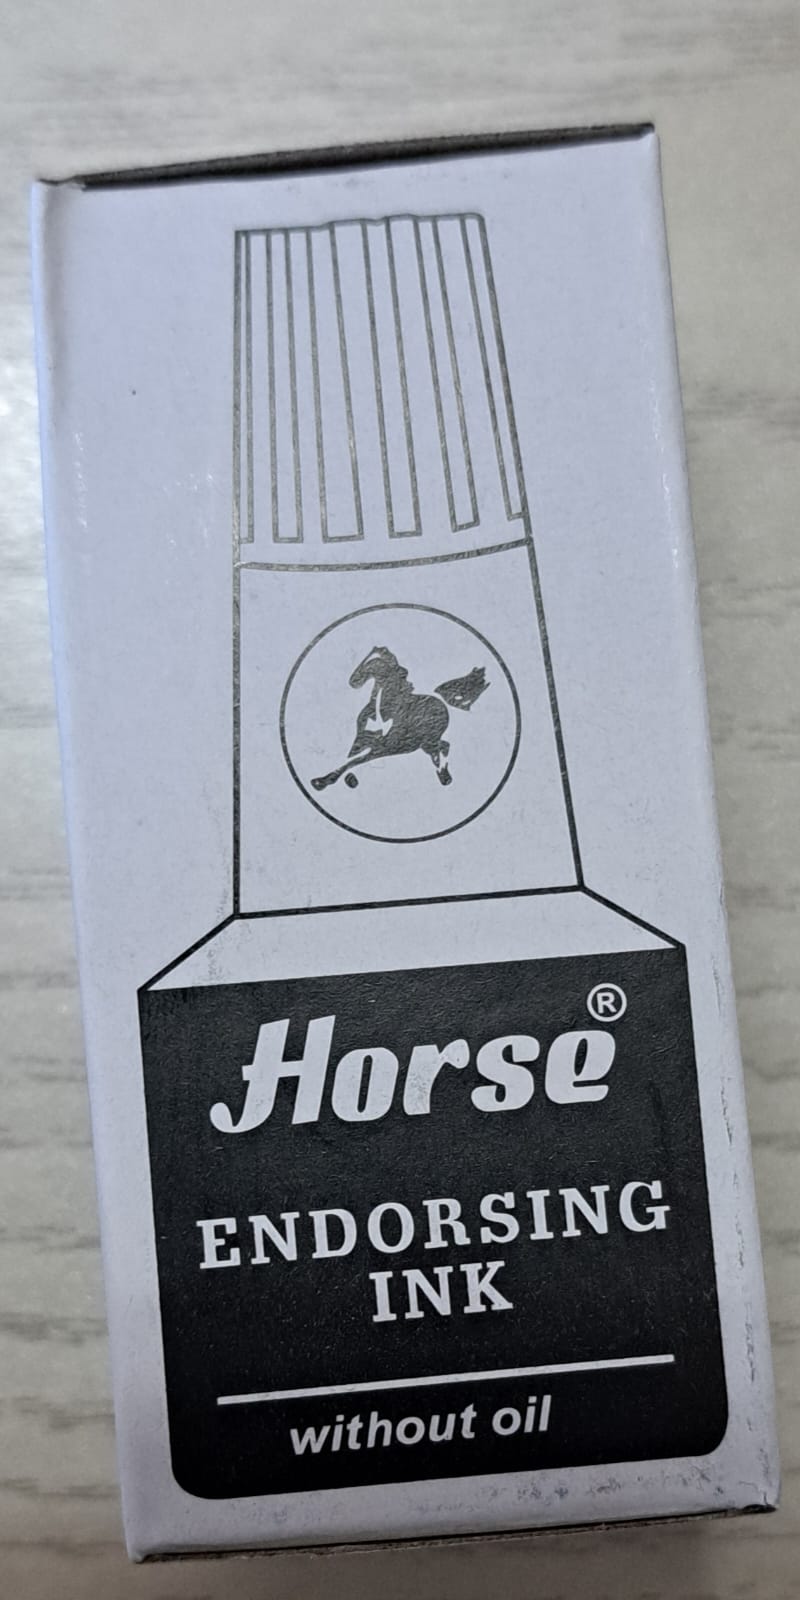 Horse®
ENDORSING
INK
without oil